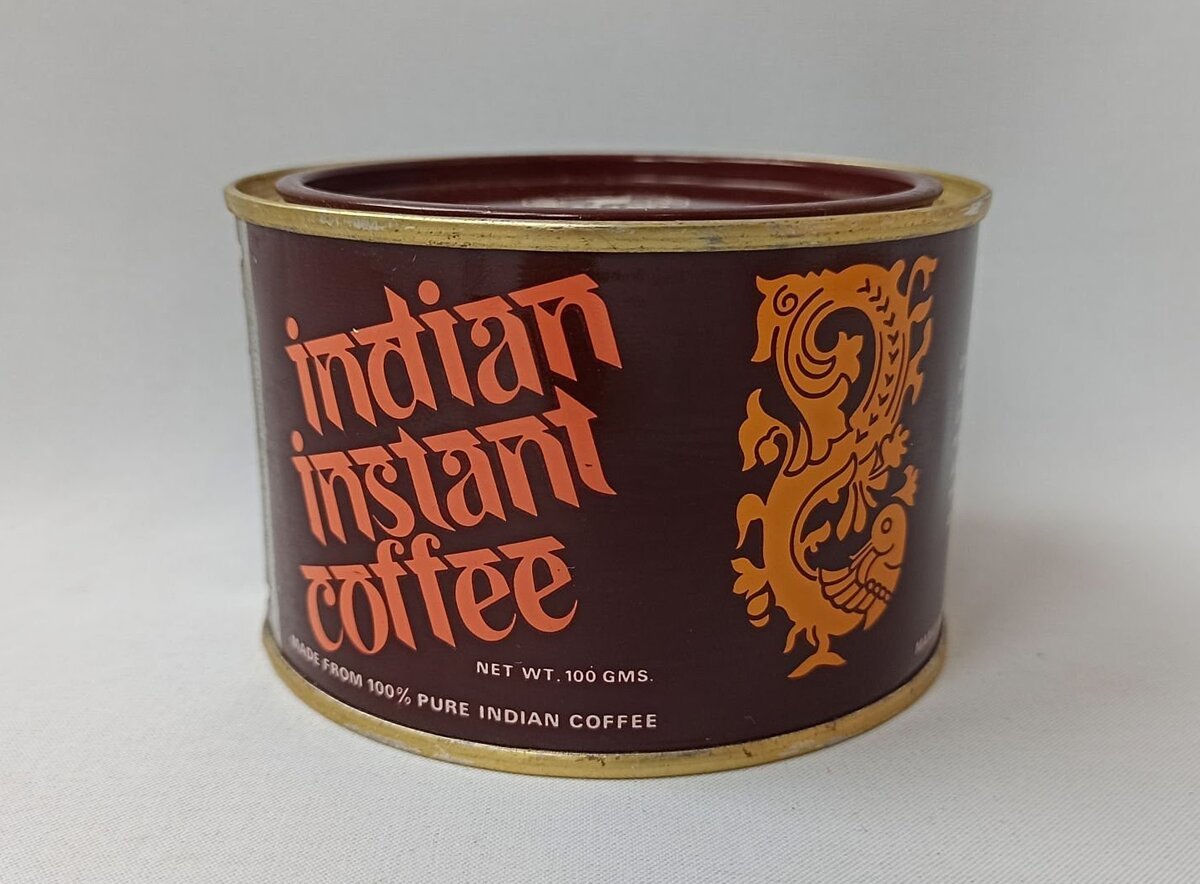 indian
instant
coffee
NET WT. 100 GMS.
MADE FROM 100% PURE INDIAN COFFEE